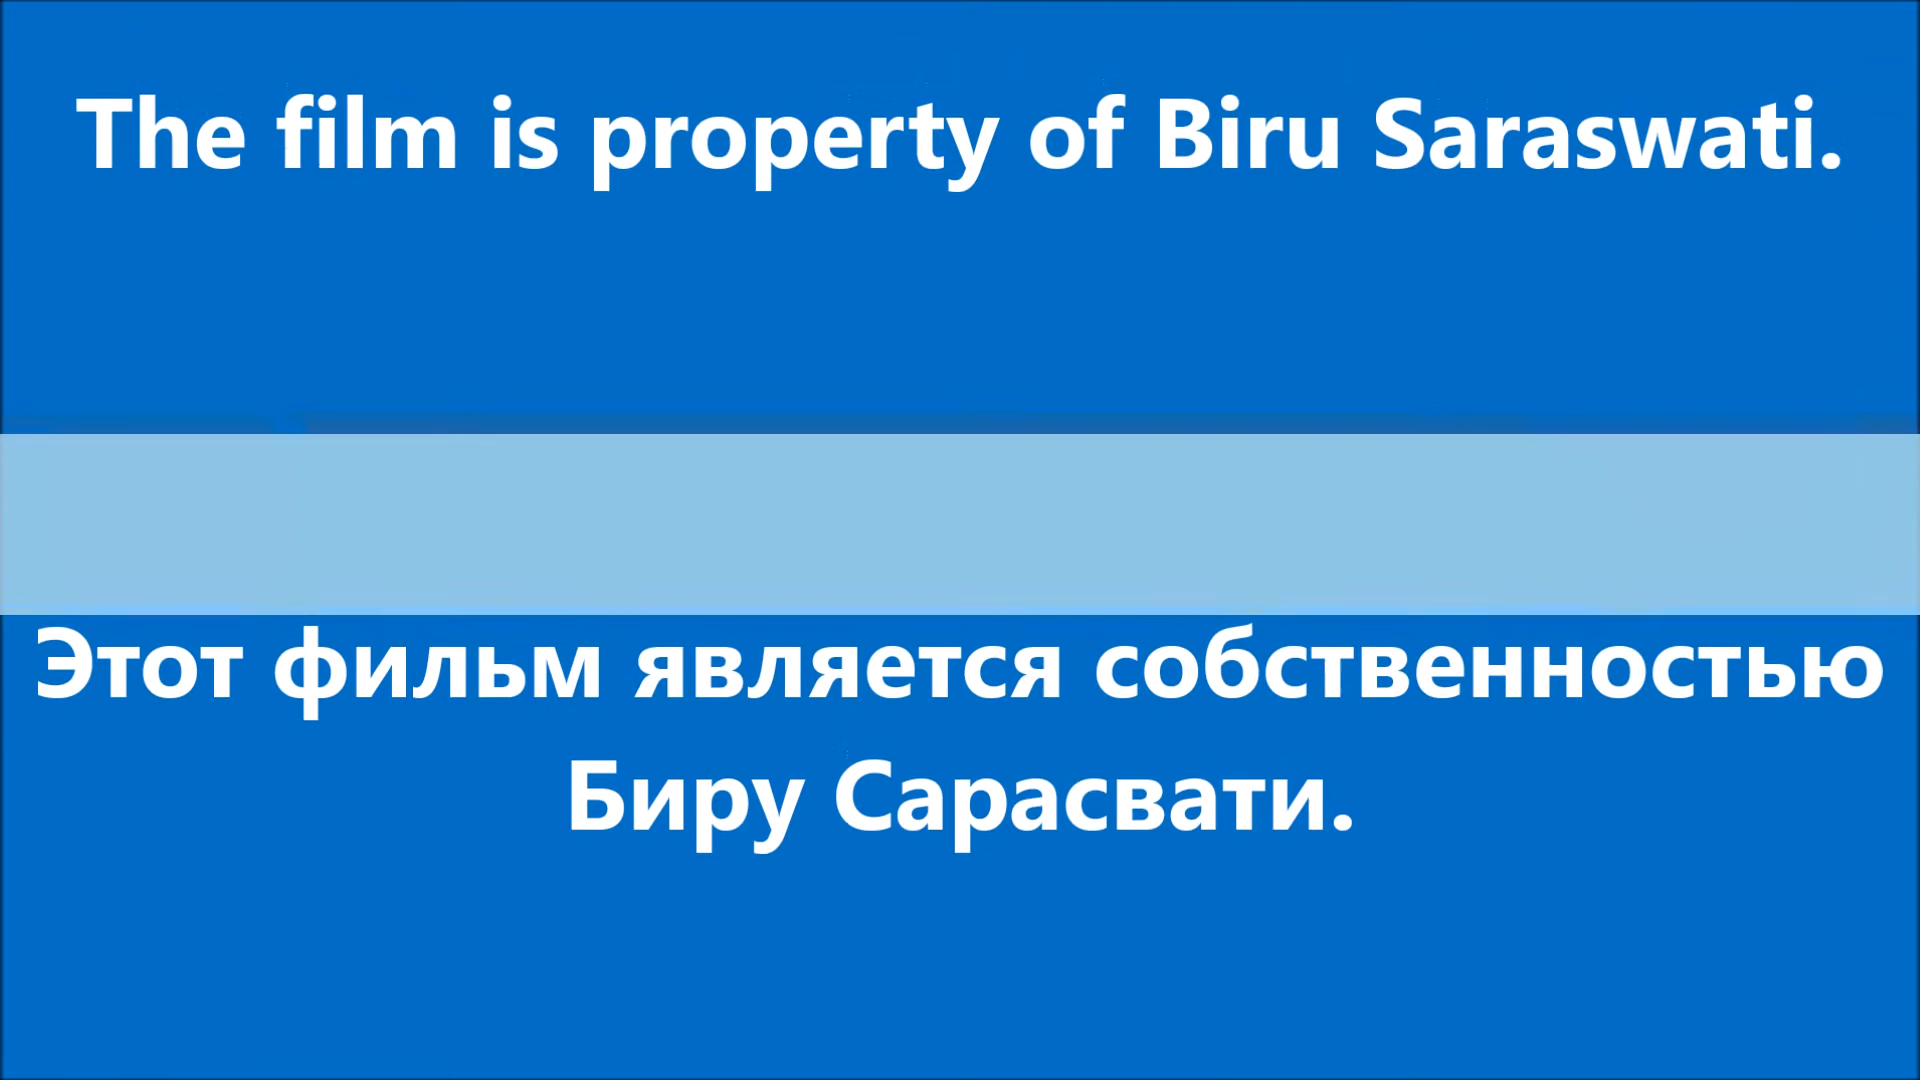 The film is property of Biru Saraswati.
Этот фильм является собственностью
Биру Сарасвати.